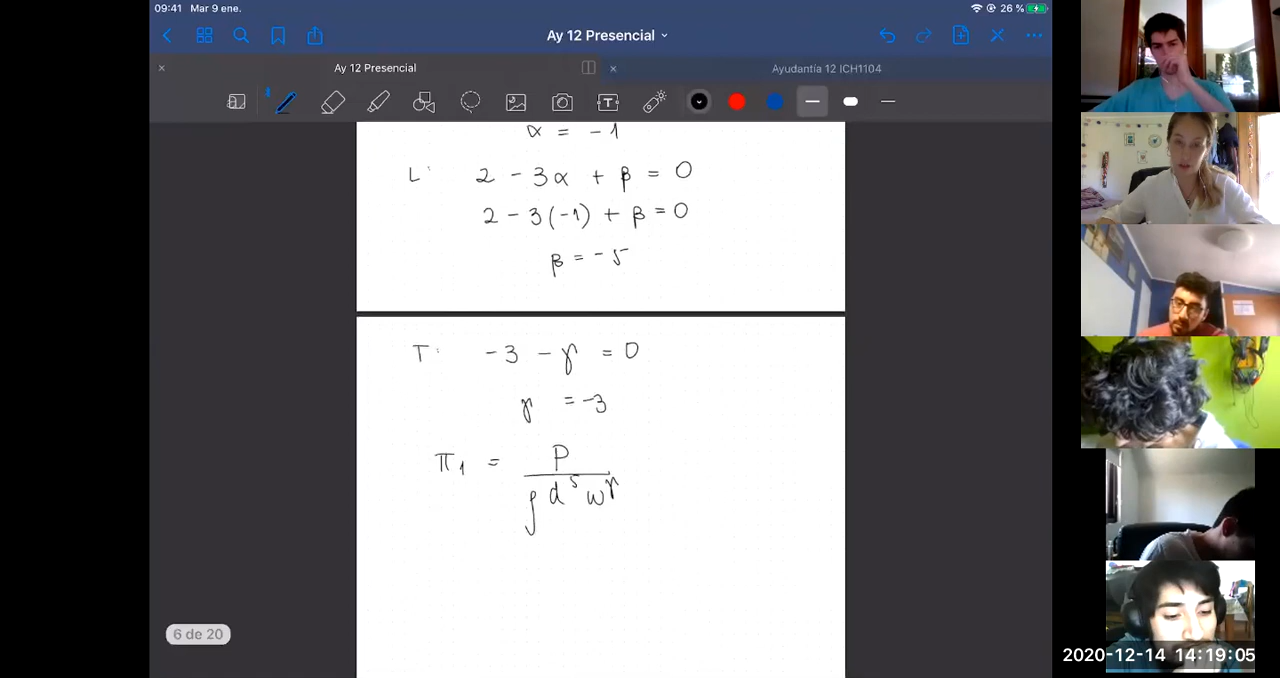 09:41 Mar 9 ene. 26 %
Ay 12 Presencial
Ay 12 Presencial Ayudantía 12 ICH1104
α = -1
L: 2 - 3α + β = 0
2 - 3(-1) + β = 0
β = -5
T: -3 - γ = 0
γ = -3
π₁ = P / ρ d⁵ ω^γ
6 de 20
2020-12-14 14:19:05